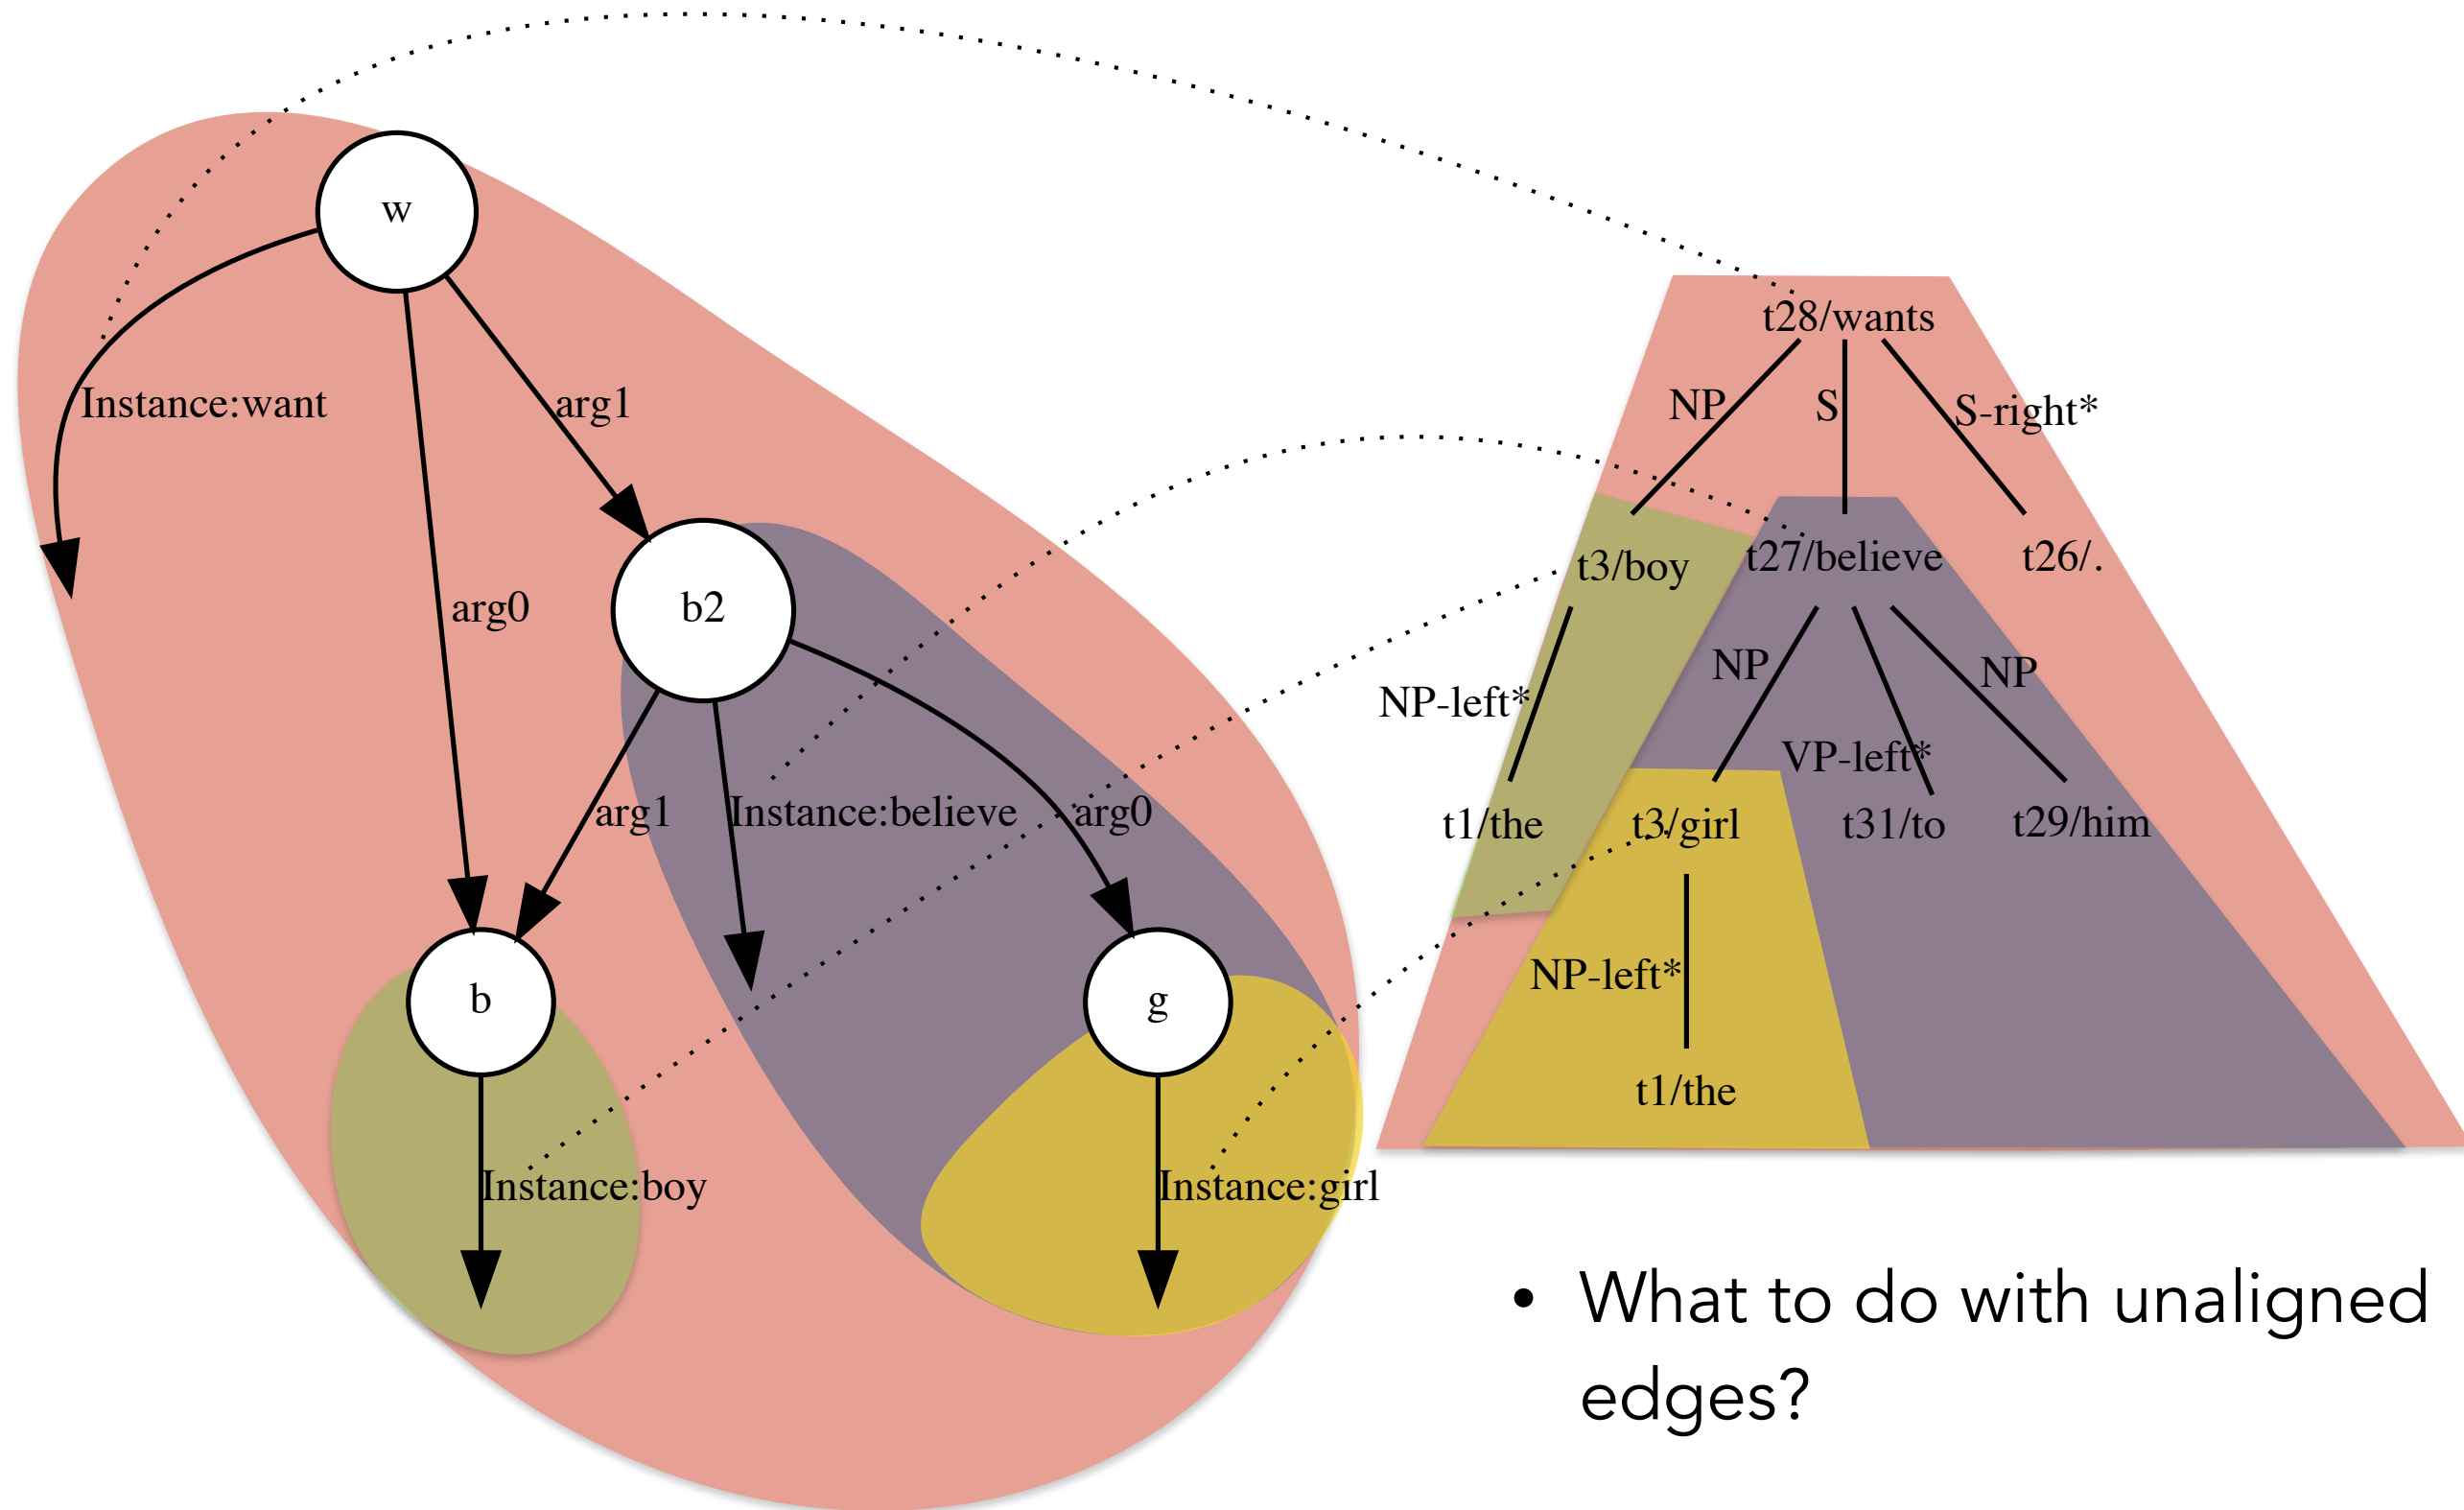 w
t28/wants
Instance:want
arg1
NP
S
S-right*
t3/boy
t27/believe
t26/.
arg0
b2
NP-left*
NP
NP
VP-left*
arg1
Instance:believe
arg0
t1/the
t3/girl
t31/to
t29/him
b
g
NP-left*
t1/the
Instance:boy
Instance:girl
• What to do with unaligned
edges?